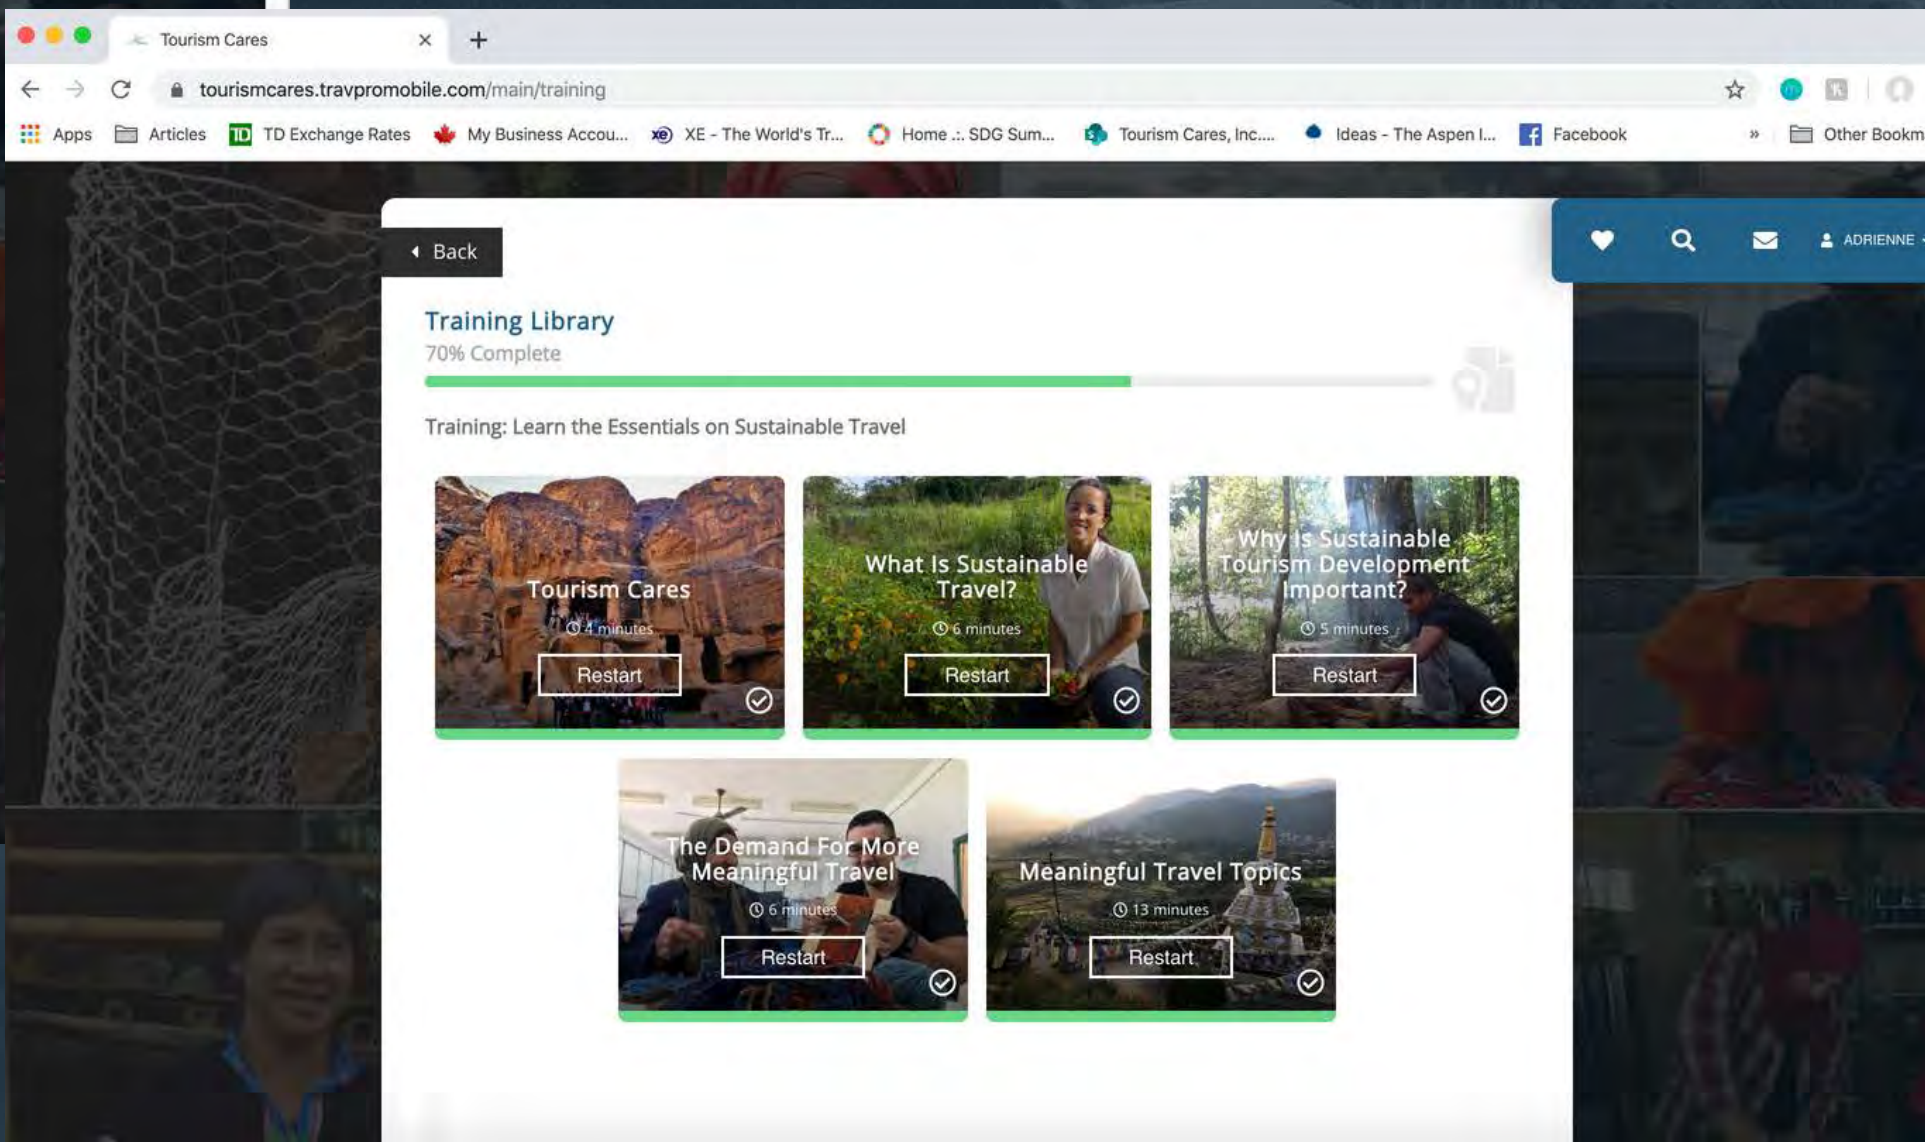 Tourism Cares
tourismcares.travpromobile.com/main/training
Apps Articles TD TD Exchange Rates My Business Accou... xe XE - The World's Tr... Home .:. SDG Sum... Tourism Cares, Inc.... Ideas - The Aspen I... Facebook » Other Bookm
Back
ADRIENNE
Training Library
70% Complete
Training: Learn the Essentials on Sustainable Travel
Tourism Cares
4 minutes
Restart
What Is Sustainable
Travel?
6 minutes
Restart
Why Is Sustainable
Tourism Development
Important?
5 minutes
Restart
The Demand For More
Meaningful Travel
6 minutes
Restart
Meaningful Travel Topics
13 minutes
Restart